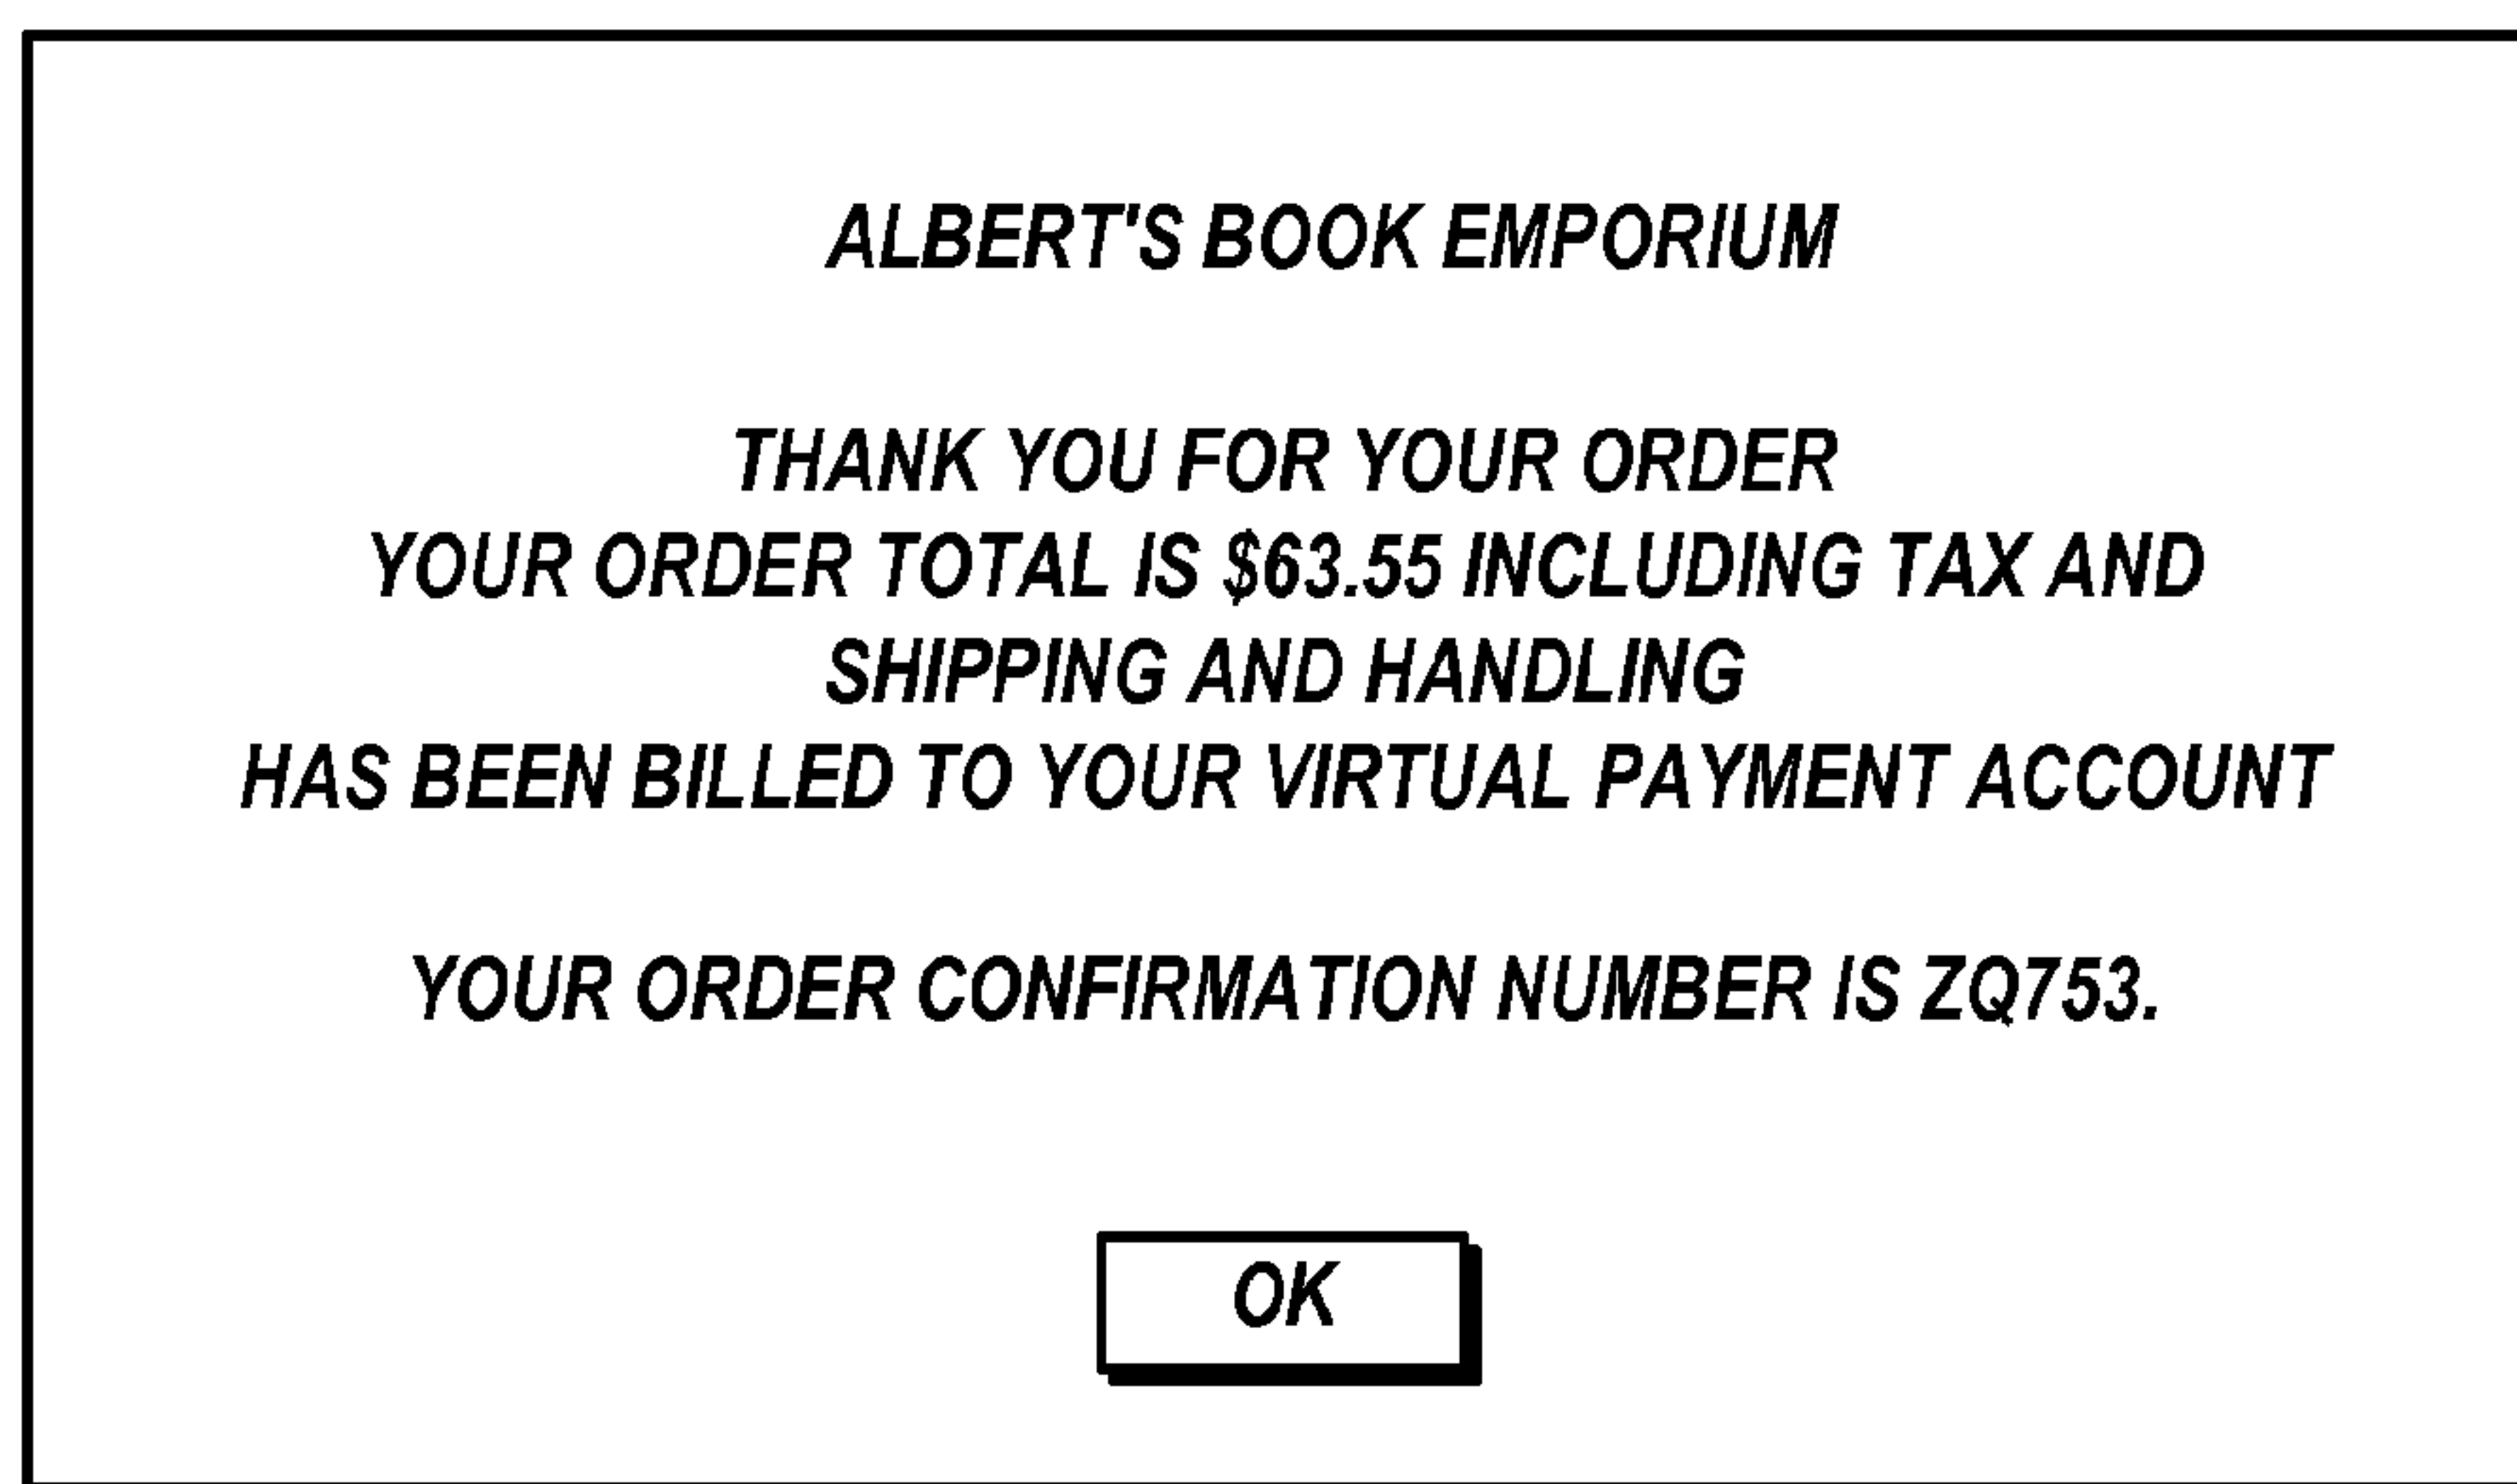 ALBERT'S BOOK EMPORIUM
THANK YOU FOR YOUR ORDER
YOUR ORDER TOTAL IS $63.55 INCLUDING TAX AND
SHIPPING AND HANDLING
HAS BEEN BILLED TO YOUR VIRTUAL PAYMENT ACCOUNT
YOUR ORDER CONFIRMATION NUMBER IS ZQ753.
OK